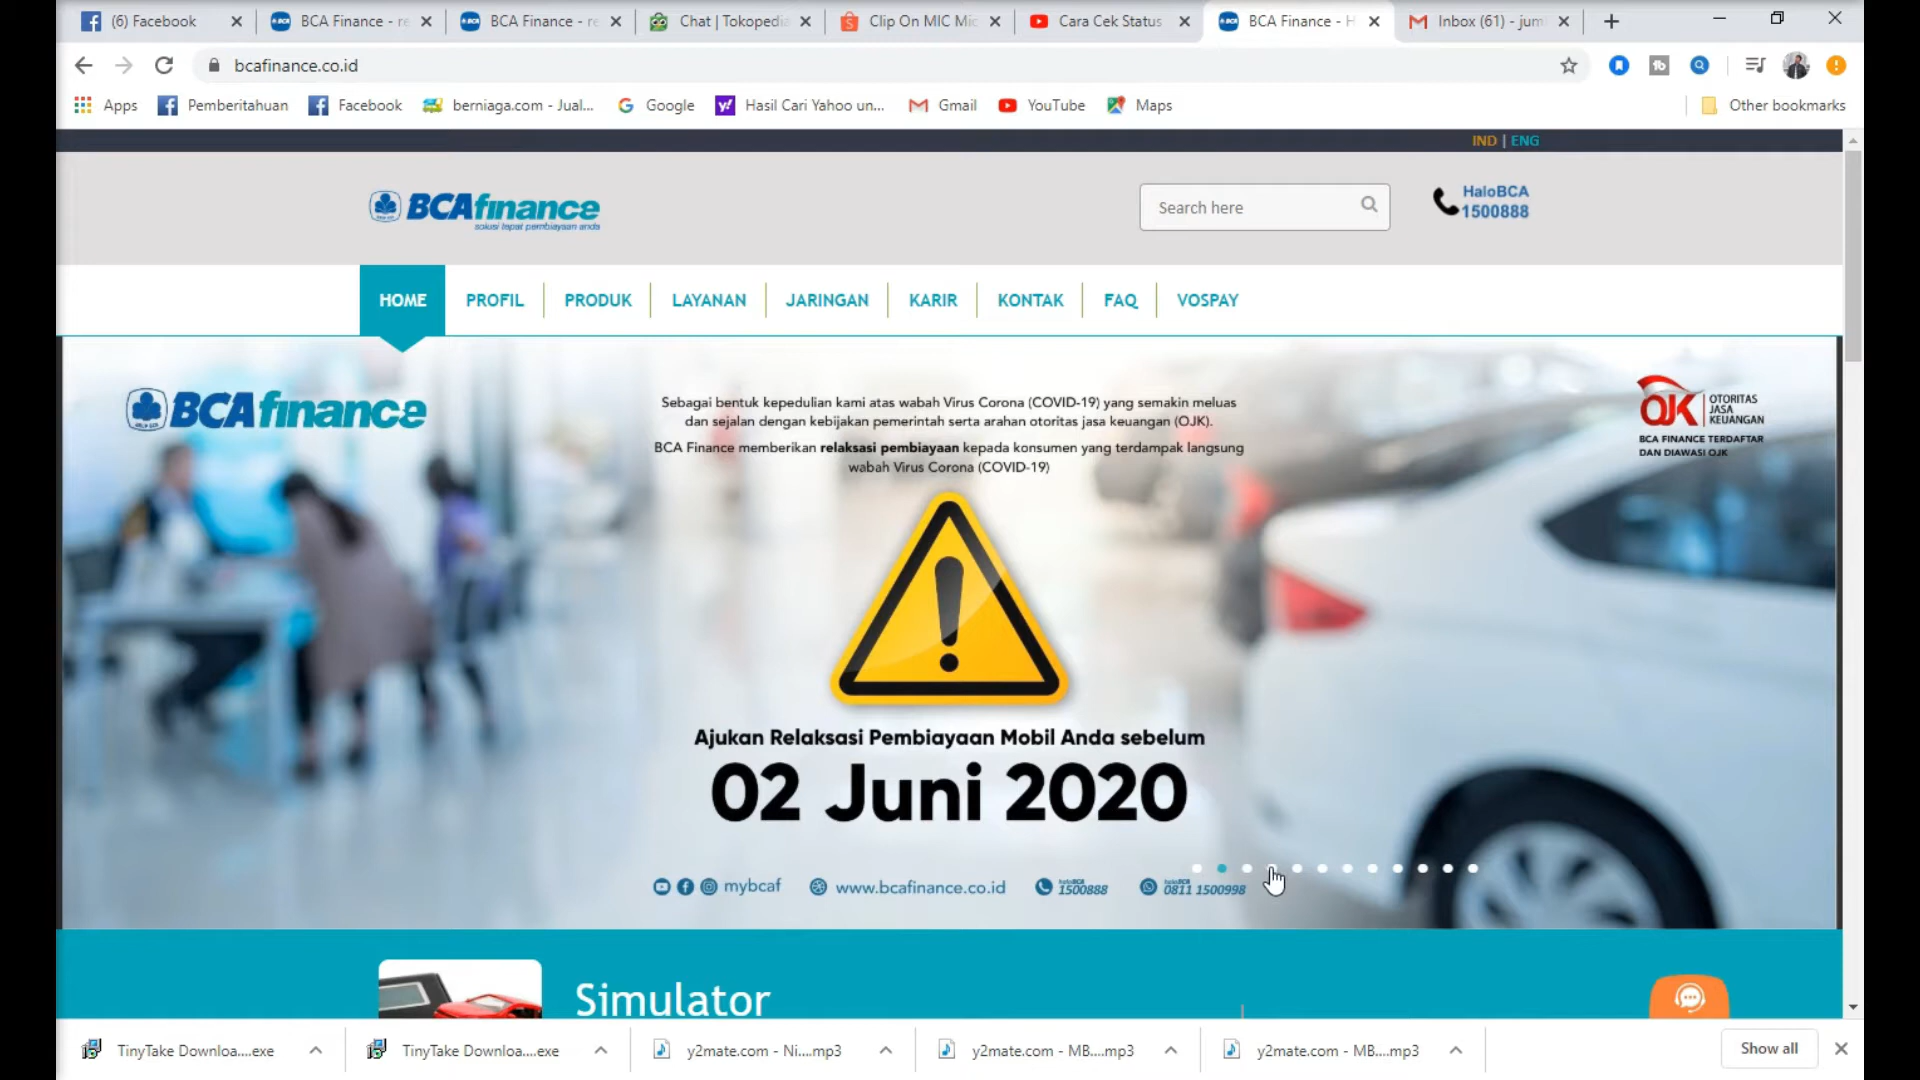 (6) Facebook
BCA Finance - re
BCA Finance - re
Chat | Tokopedia
Clip On MIC Mic
Cara Cek Status
BCA Finance - H
Inbox (61) - jum
bcafinance.co.id
Apps
Pemberitahuan
Facebook
berniaga.com - Jual...
Google
Hasil Cari Yahoo un...
Gmail
YouTube
Maps
Other bookmarks
IND | ENG
BCA finance
solusi tepat pembiayaan anda
Search here
HaloBCA
1500888
HOME
PROFIL
PRODUK
LAYANAN
JARINGAN
KARIR
KONTAK
FAQ
VOSPAY
BCA finance
Sebagai bentuk kepedulian kami atas wabah Virus Corona (COVID-19) yang semakin meluas
dan sejalan dengan kebijakan pemerintah serta arahan otoritas jasa keuangan (OJK).
BCA Finance memberikan relaksasi pembiayaan kepada konsumen yang terdampak langsung
wabah Virus Corona (COVID-19)
OJK
OTORITAS
JASA
KEUANGAN
BCA FINANCE TERDAFTAR
DAN DIAWASI OJK
!
Ajukan Relaksasi Pembiayaan Mobil Anda sebelum
02 Juni 2020
mybcaf
www.bcafinance.co.id
1500888
0811 1500998
Simulator
TinyTake Downloa....exe
TinyTake Downloa....exe
y2mate.com - Ni....mp3
y2mate.com - MB....mp3
y2mate.com - MB....mp3
Show all